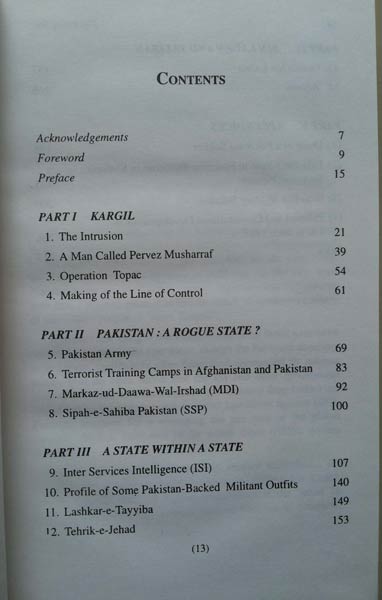 CONTENTS
Acknowledgements 7
Foreword 9
Preface 15
PART I KARGIL
1. The Intrusion 21
2. A Man Called Pervez Musharraf 39
3. Operation Topac 54
4. Making of the Line of Control 61
PART II PAKISTAN : A ROGUE STATE ?
5. Pakistan Army 69
6. Terrorist Training Camps in Afghanistan and Pakistan 83
7. Markaz-ud-Daawa-Wal-Irshad (MDI) 92
8. Sipah-e-Sahiba Pakistan (SSP) 100
PART III A STATE WITHIN A STATE
9. Inter Services Intelligence (ISI) 107
10. Profile of Some Pakistan-Backed Militant Outfits 140
11. Lashkar-e-Tayyiba 149
12. Tehrik-e-Jehad 153
(13)